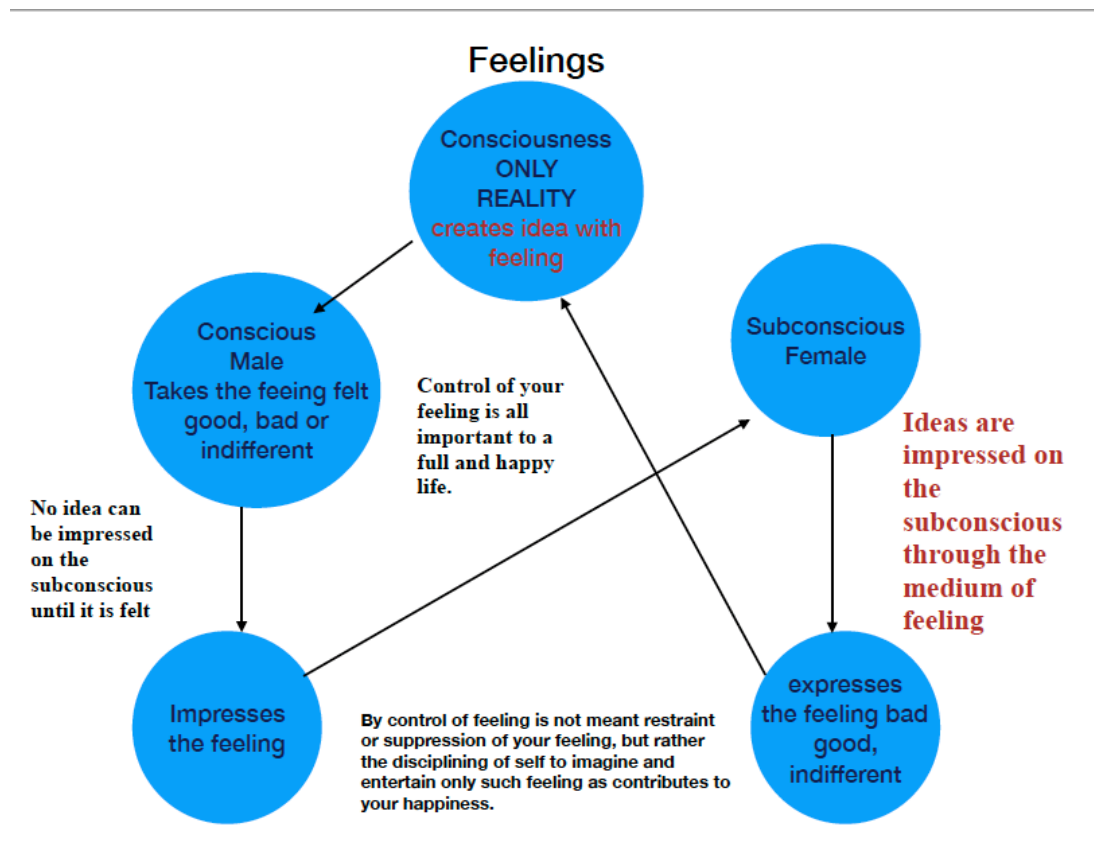 Feelings
Consciousness
ONLY
REALITY
creates idea with
feeling
Conscious
Male
Takes the feeing felt
good, bad or
indifferent
Subconscious
Female
Control of your
feeling is all
important to a
full and happy
life.
Ideas are
impressed on
the
subconscious
through the
medium of
feeling
No idea can
be impressed
on the
subconscious
until it is felt
Impresses
the feeling
By control of feeling is not meant restraint
or suppression of your feeling, but rather
the disciplining of self to imagine and
entertain only such feeling as contributes to
your happiness.
expresses
the feeling bad
good,
indifferent